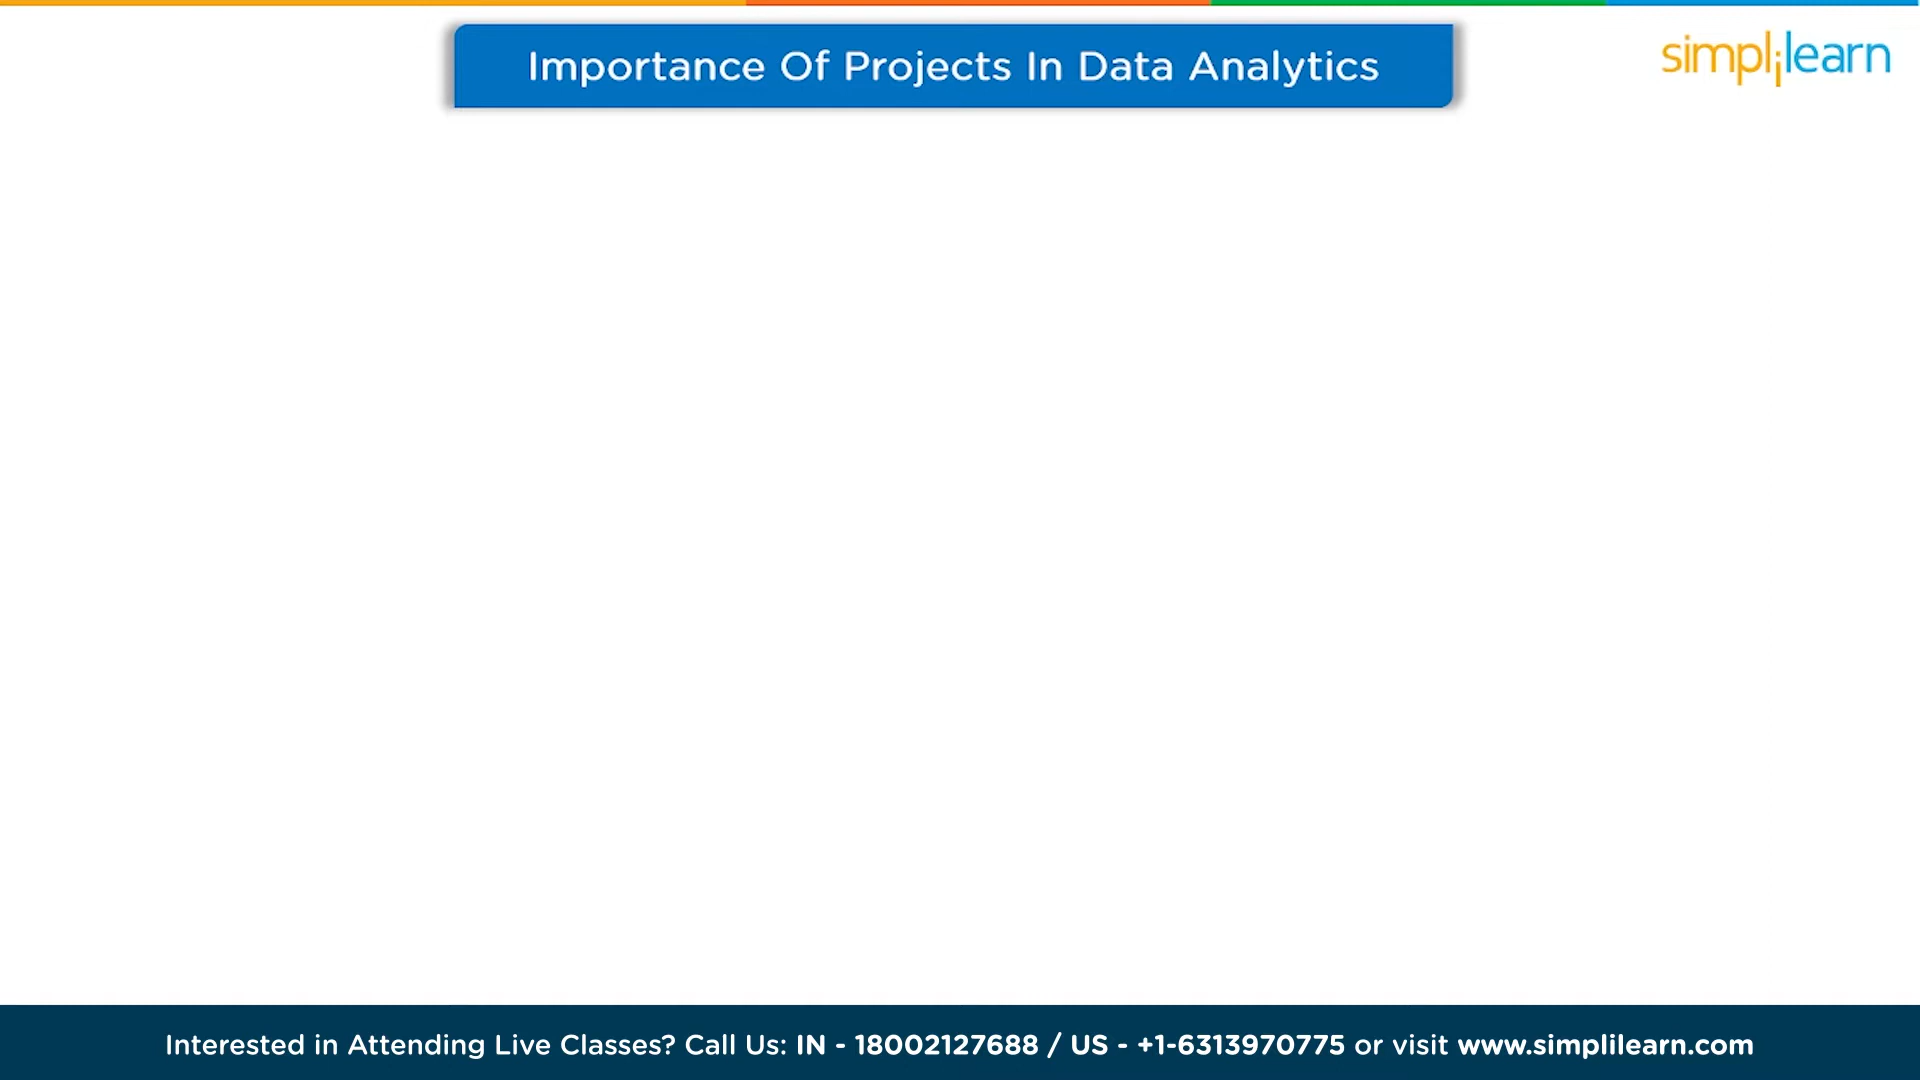 Importance Of Projects In Data Analytics
simplilearn
Interested in Attending Live Classes? Call Us: IN - 18002127688 / US - +1-6313970775 or visit www.simplilearn.com